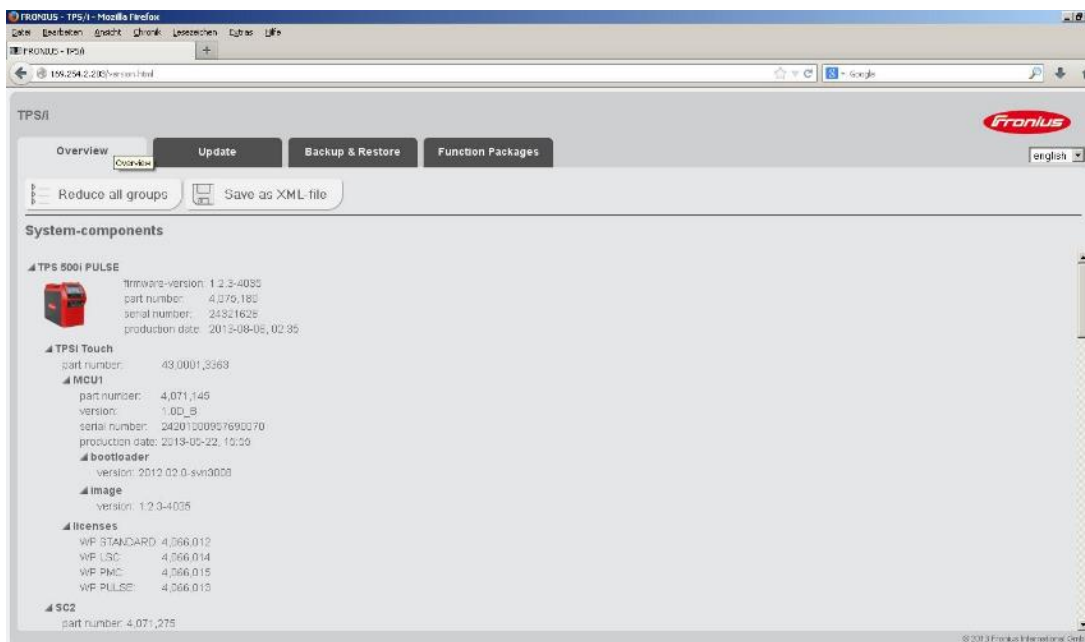 FRONIUS - TPS/i - Mozilla Firefox
Datei Bearbeiten Ansicht Chronik Lesezeichen Extras Hilfe
FRONIUS - TPS/i +
169.254.2.203/version.html Google
TPS/i
Fronius
Overview Update Backup & Restore Function Packages
Overview
english
Reduce all groups Save as XML-file
System-components
TPS 500i PULSE
firmware-version: 1.2.3-4035
part number: 4,075,180
serial number: 24321628
production date: 2013-08-06, 02:35
TPSi Touch
part number: 43,0001,3363
MCU1
part number: 4,071,145
version: 1.0D_B
serial number: 24201000957690070
production date: 2013-05-22,
bootloader
version: 2012.02.0-svn3008
image
version: 1.2.3-4035
licenses
WP STANDARD: 4,066,012
WP LSC: 4,066,014
WP PMC: 4,066,015
WP PULSE: 4,066,013
SC2
part number: 4,071,275
© 2013 Fronius International GmbH